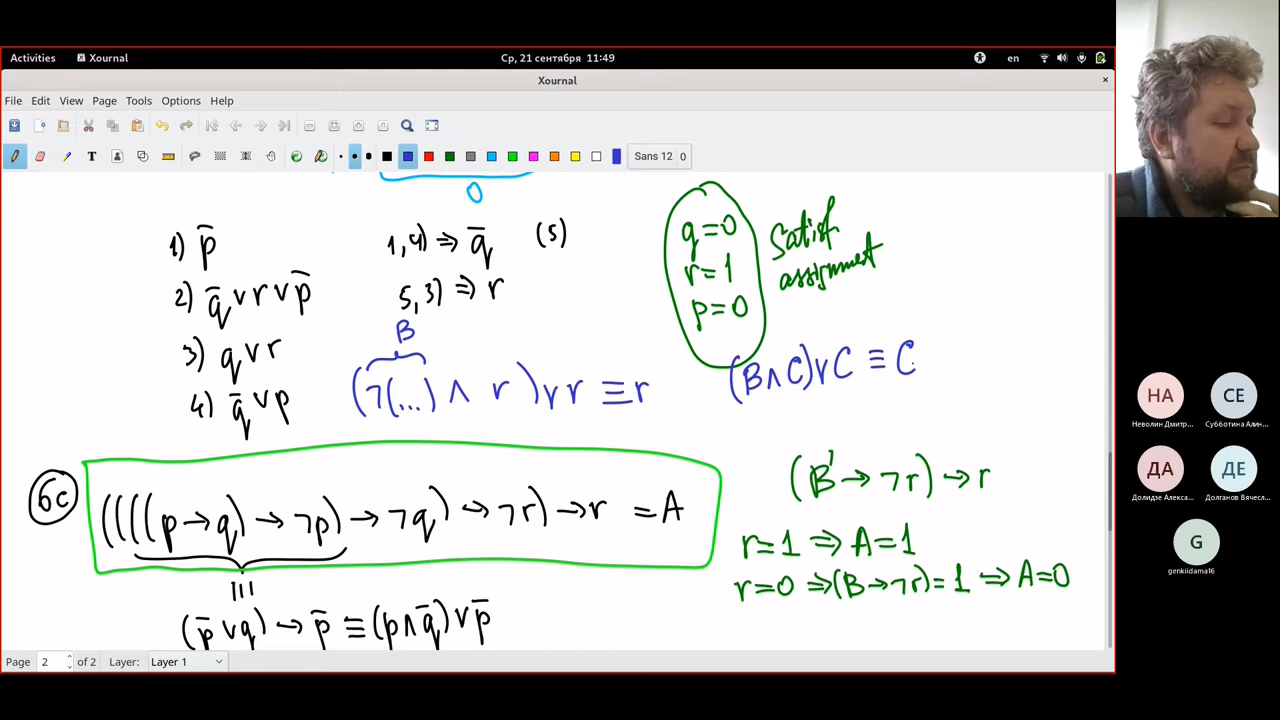 Activities Xournal Ср, 21 сентября 11:49 en
Xournal ×
File Edit View Page Tools Options Help
Sans 12 0
0
1) p̅
1,4) ⇒ q̅ (5)
2) q̅ ∨ r ∨ p̅
5,3) ⇒ r
3) q ∨ r
4) q̅ ∨ p
q=0
r=1
p=0
Satisf
assignmet
B
(¬(...) ∧ r) ∨ r ≡ r
(B∧C)∨C ≡ C
6c
(((((p→q)→¬p)→¬q)→¬r)→r = A
(B'→¬r)→r
r=1 ⇒ A=1
r=0 ⇒ (B→¬r)=1 ⇒ A=0
(p̅∨q)→p̅ ≡ (p∧q̅)∨p̅
Page 2 of 2 Layer: Layer 1
НА
Неволин Дмитр...
СЕ
Субботина Алин...
ДА
Долидзе Алекса...
ДЕ
Долганов Вячесл...
G
genkiidama16